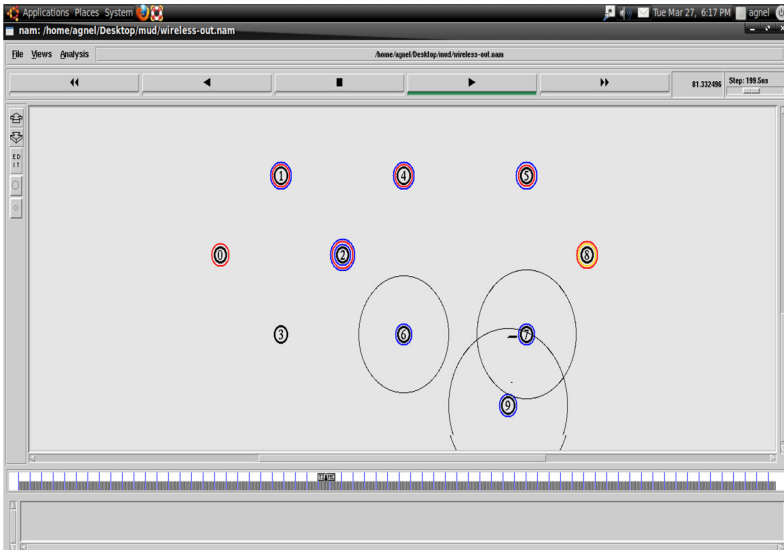 Applications Places System Tue Mar 27, 6:17 PM agnel
nam: /home/agnel/Desktop/mud/wireless-out.nam
File Views Analysis /home/agnel/Desktop/mud/wireless-out.nam
81.332496 Step: 199.5us
ED
IT
1 4 5
0 2 8
3 6 7
9